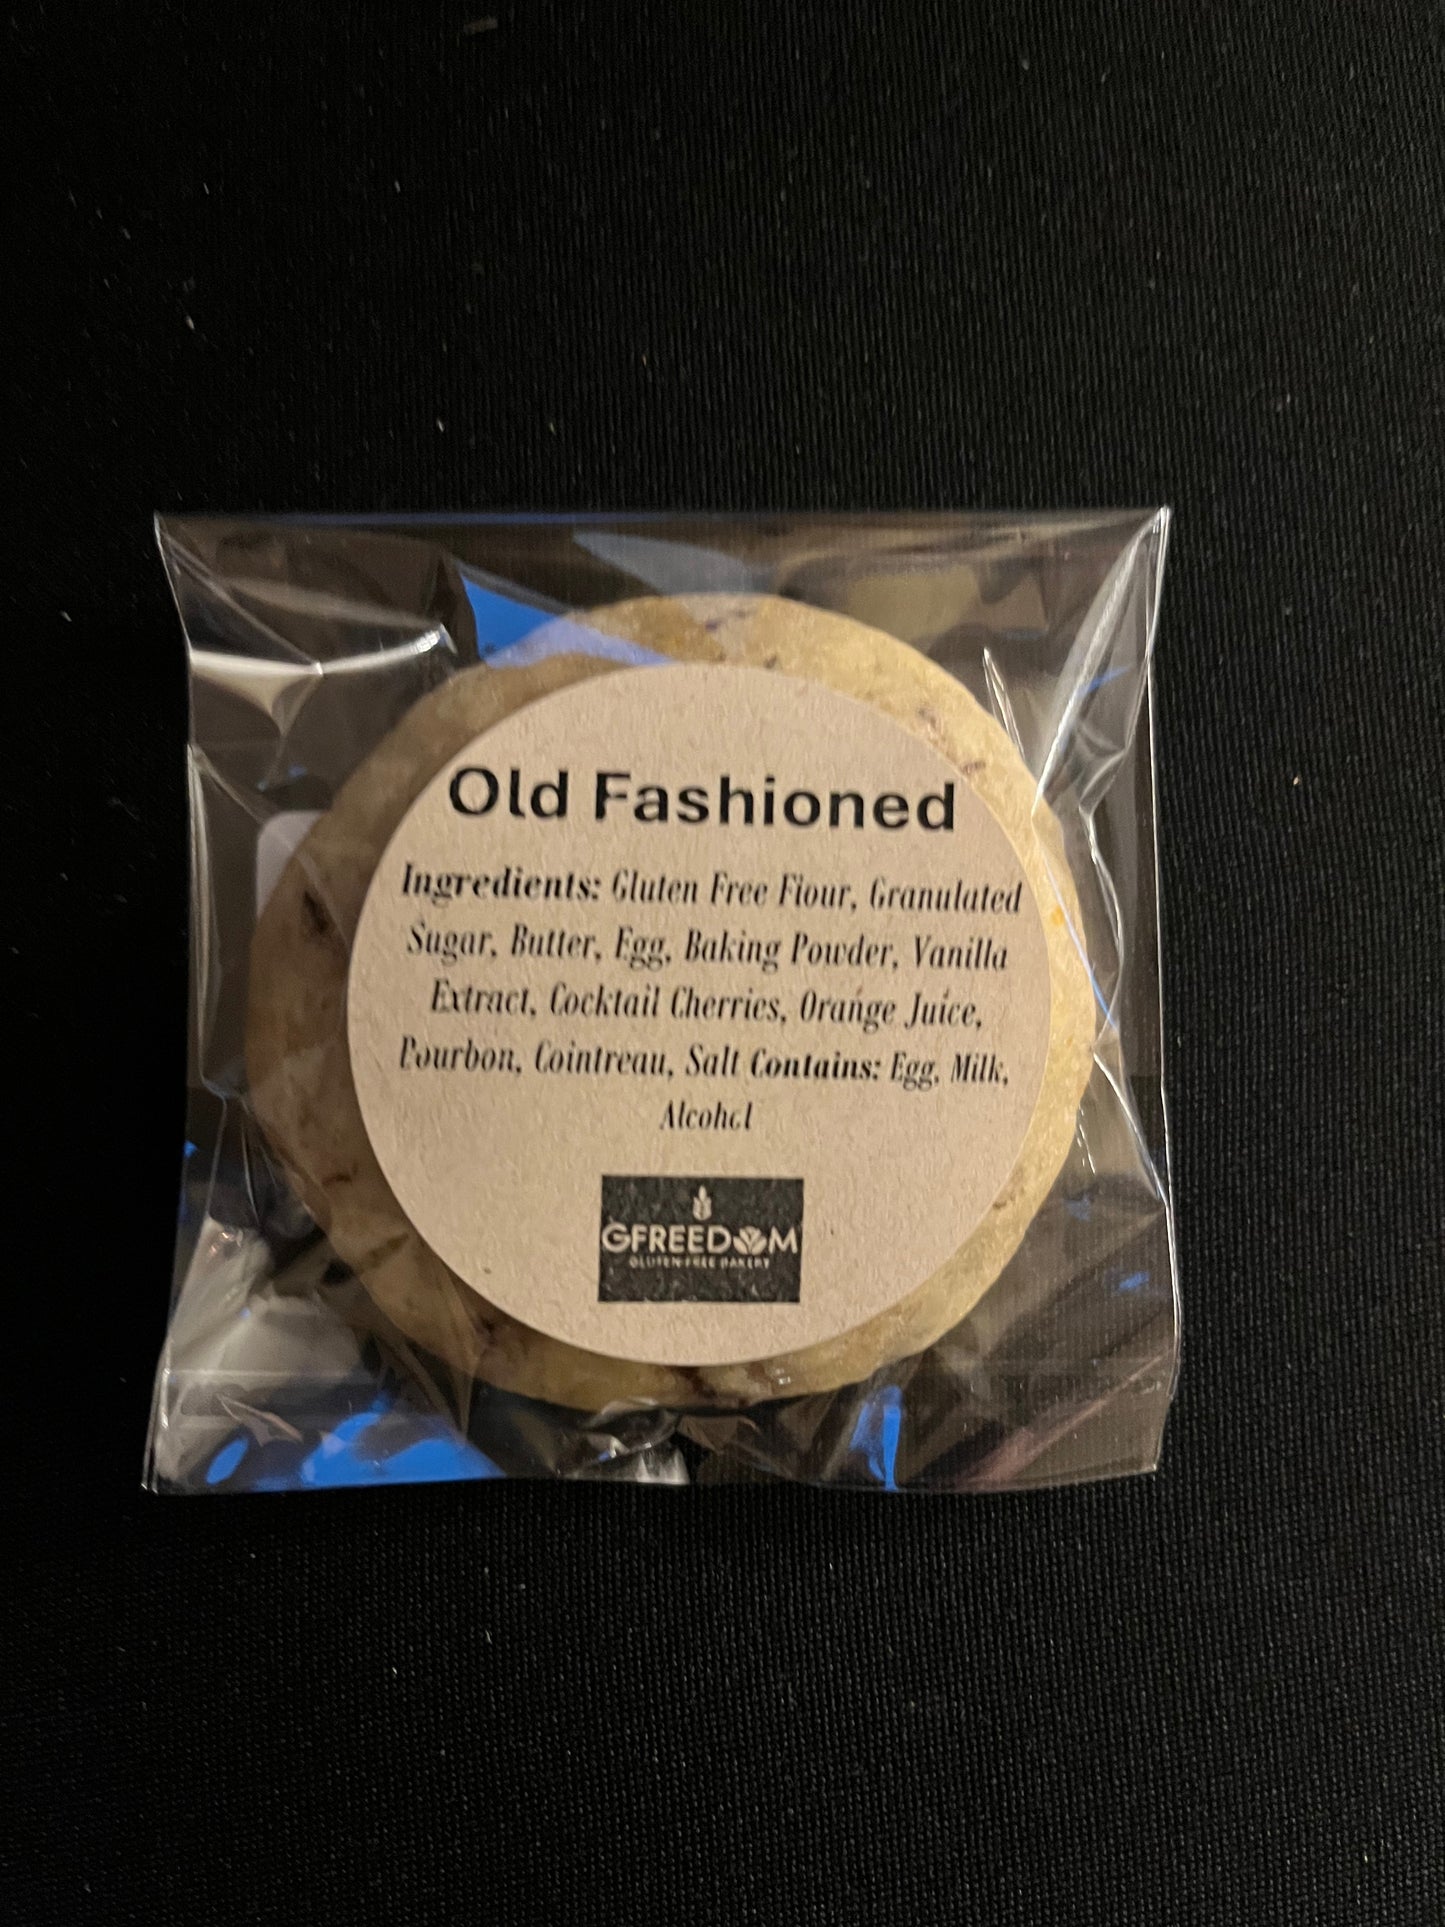 Old Fashioned
Ingredients: Gluten Free Flour, Granulated
Sugar, Butter, Egg, Baking Powder, Vanilla
Extract, Cocktail Cherries, Orange Juice,
Bourbon, Cointreau, Salt Contains: Egg, Milk,
Alcohol
GFREEDOM
GLUTEN-FREE BAKERY